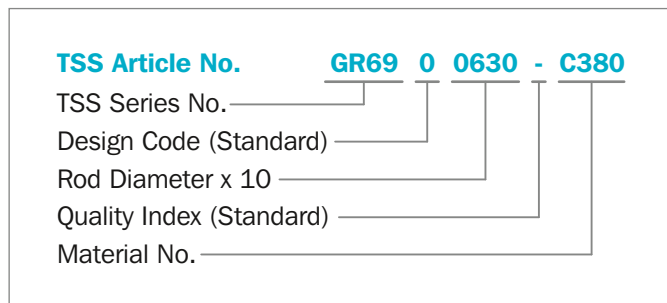 TSS Article No. GR69 0 0630 - C380
TSS Series No.
Design Code (Standard)
Rod Diameter x 10
Quality Index (Standard)
Material No.